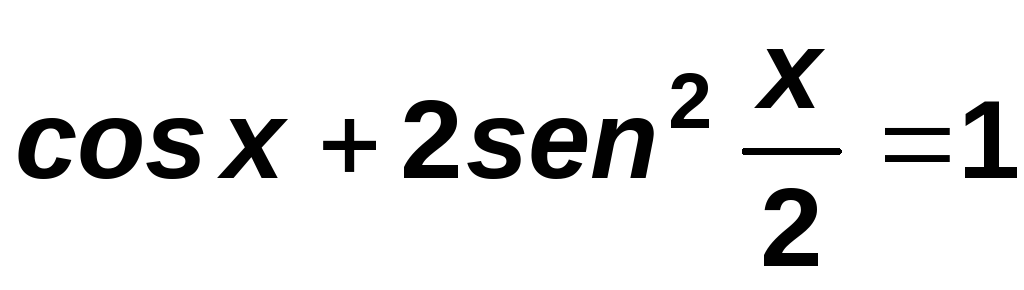 cos x + 2sen² x/2 = 1